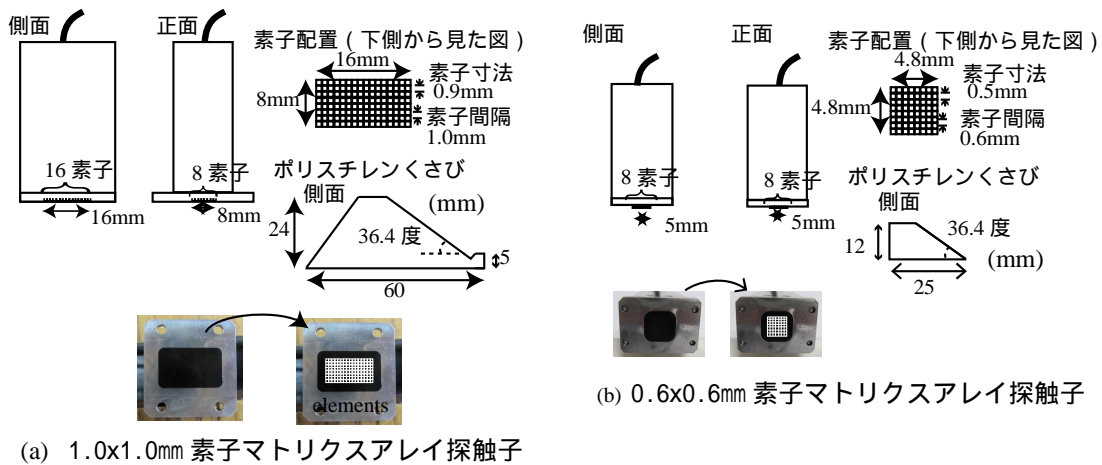 側面
正面
素子配置(下側から見た図)
16mm
8mm
素子寸法
0.9mm
素子間隔
1.0mm
16 素子
8 素子
16mm
8mm
ポリスチレンくさび
側面
(mm)
24
36.4 度
5
60
elements
(a) 1.0x1.0mm 素子マトリクスアレイ探触子
側面
正面
素子配置(下側から見た図)
4.8mm
4.8mm
素子寸法
0.5mm
素子間隔
0.6mm
8 素子
8 素子
5mm
5mm
ポリスチレンくさび
側面
12
36.4 度
(mm)
25
(b) 0.6x0.6mm 素子マトリクスアレイ探触子